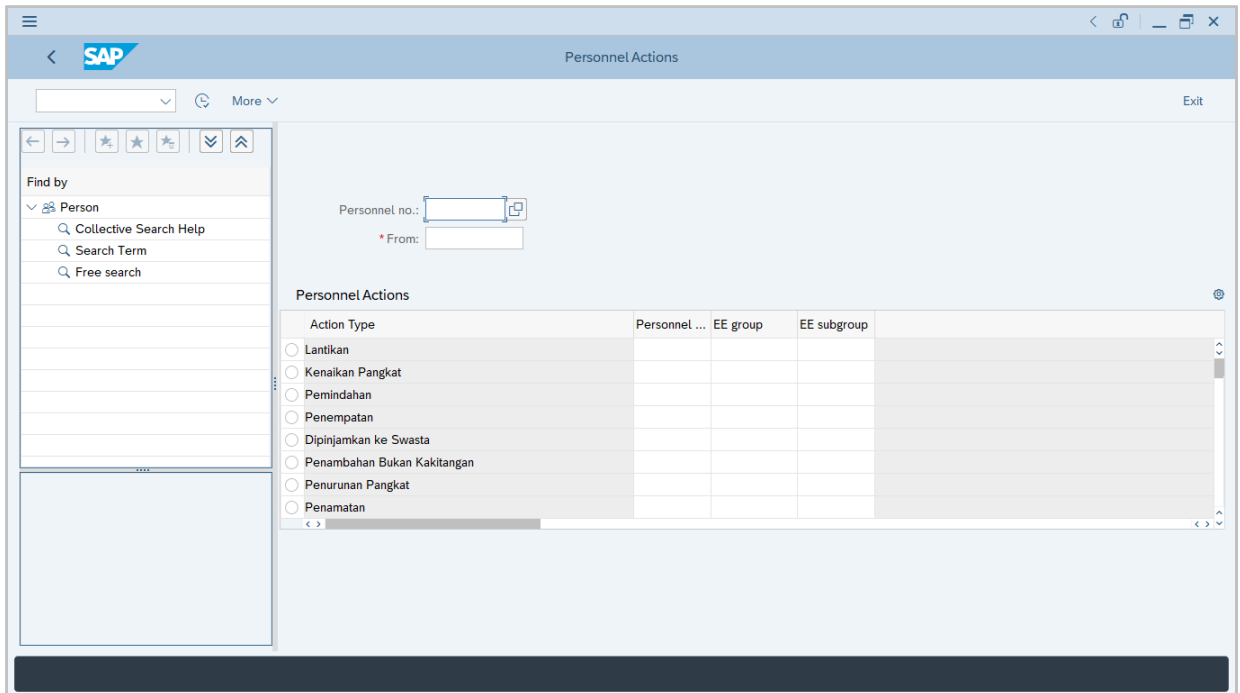 SAP
Personnel Actions
More
Exit
Find by
Person
Collective Search Help
Search Term
Free search
Personnel no.:
* From:
Personnel Actions
Action Type Personnel ... EE group EE subgroup
Lantikan
Kenaikan Pangkat
Pemindahan
Penempatan
Dipinjamkan ke Swasta
Penambahan Bukan Kakitangan
Penurunan Pangkat
Penamatan